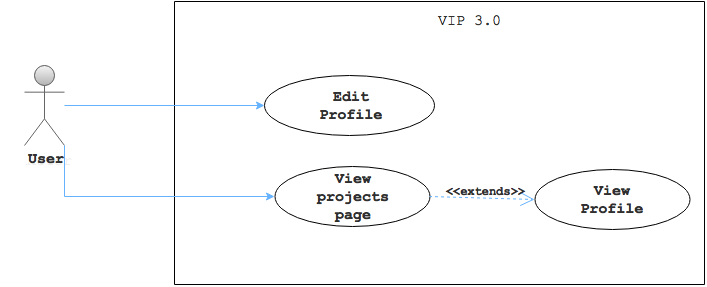 VIP 3.0
Edit
Profile
User
View
projects
page
<<extends>>
View
Profile